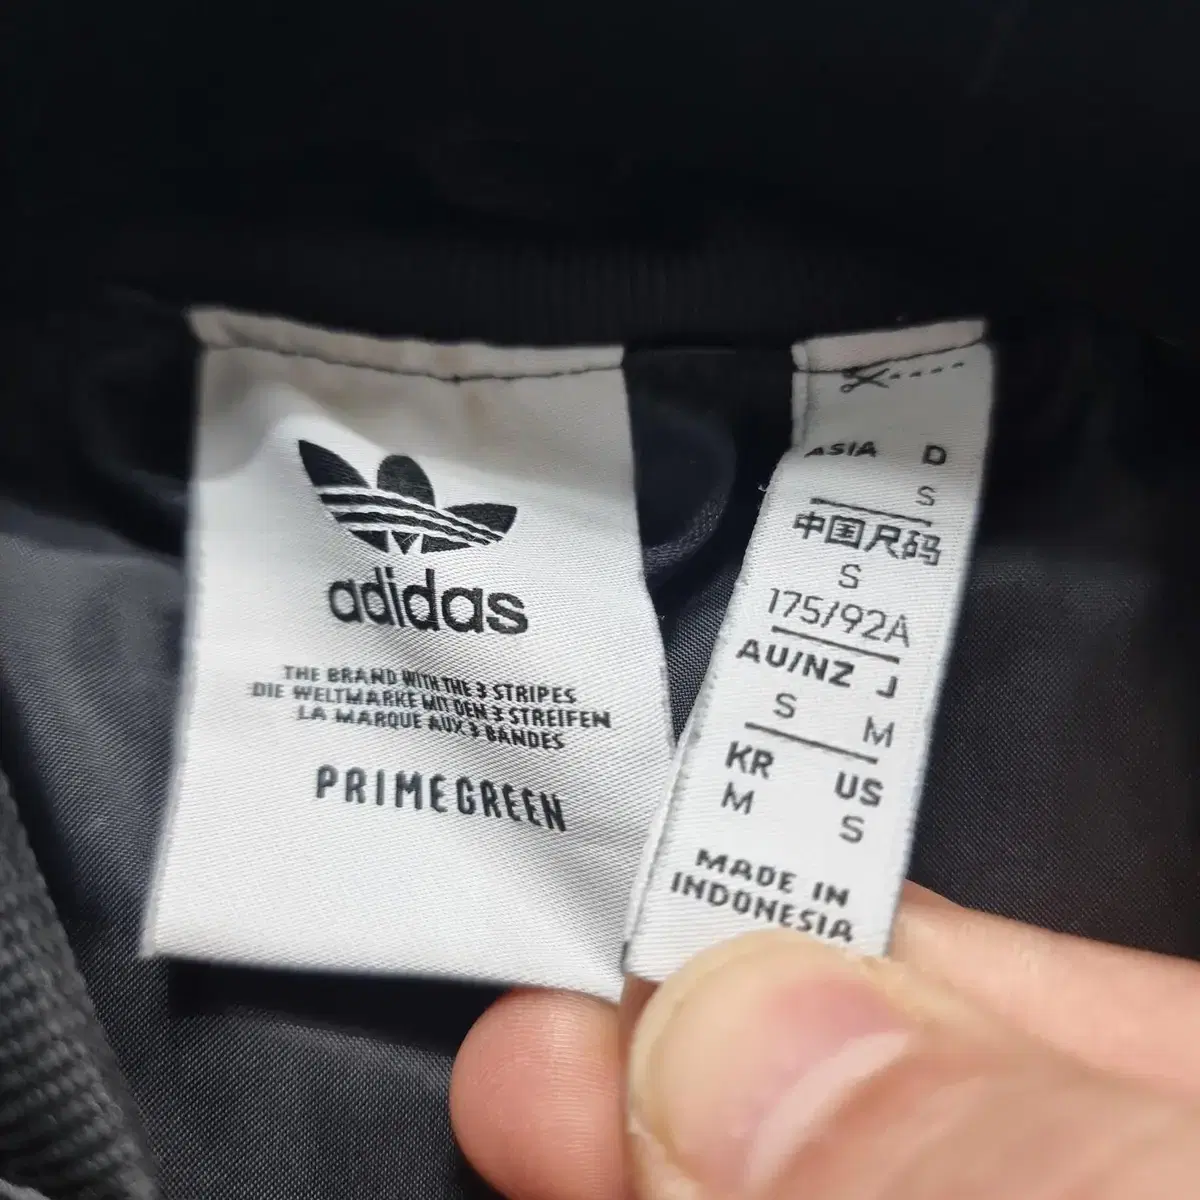 adidas
THE BRAND WITH THE 3 STRIPES
DIE WELTMARKE MIT DEN 3 STREIFEN
LA MARQUE AUX 3 BANDES
PRIMEGREEN
ASIA D
S
中国尺码
S
175/92A
AU/NZ J
S M
KR US
M S
MADE IN
INDONESIA